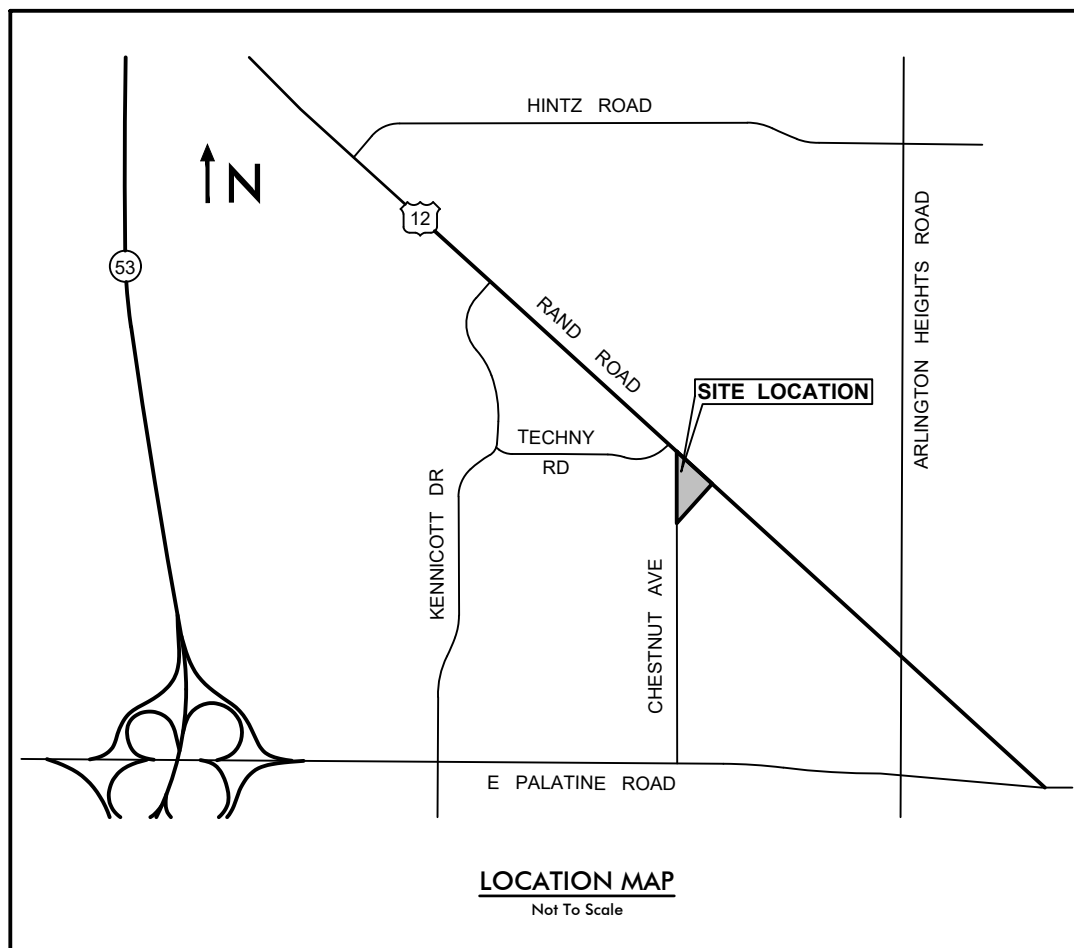 HINTZ ROAD
N
12
53
RAND ROAD
ARLINGTON HEIGHTS ROAD
SITE LOCATION
TECHNY
RD
KENNICOTT DR
CHESTNUT AVE
E PALATINE ROAD
LOCATION MAP
Not To Scale